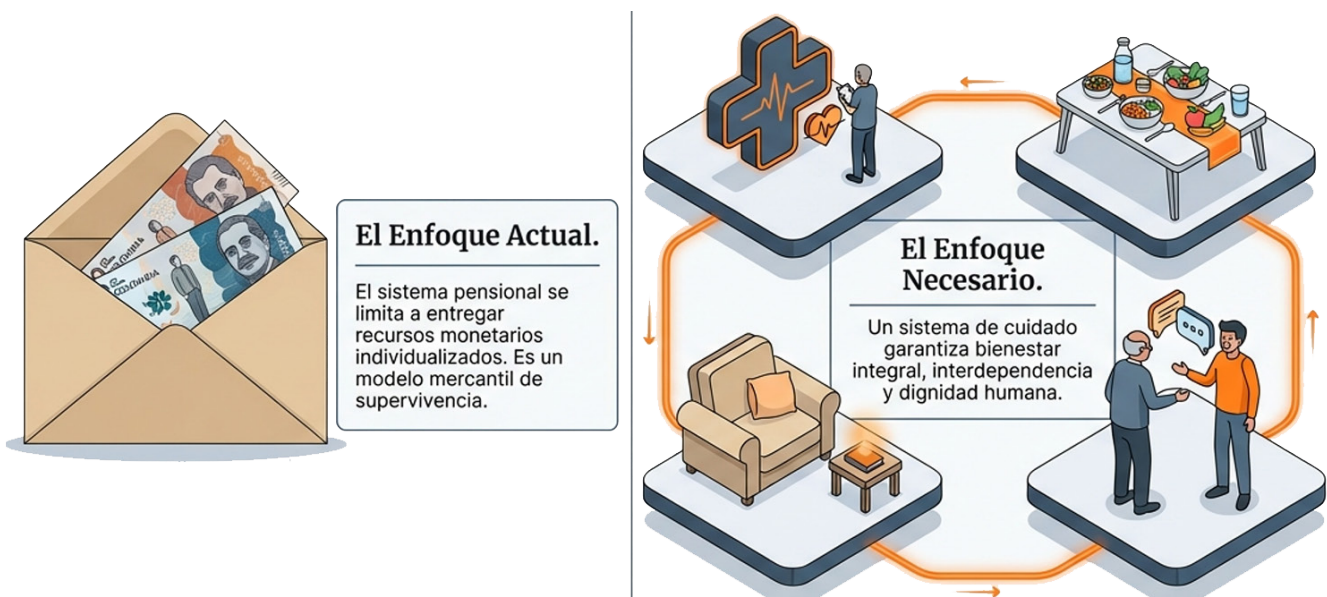 El Enfoque Actual.
El sistema pensional se
limita a entregar
recursos monetarios
individualizados. Es un
modelo mercantil de
supervivencia.
El Enfoque
Necesario.
Un sistema de cuidado
garantiza bienestar
integral, interdependencia
y dignidad humana.